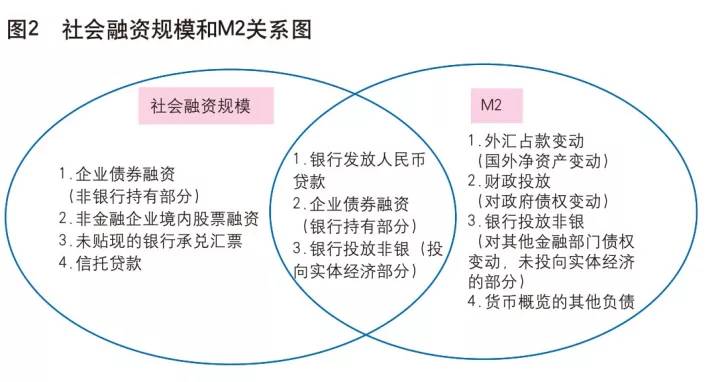 图2 社会融资规模和M2关系图
社会融资规模
1.企业债券融资
(非银行持有部分)
2.非金融企业境内股票融资
3.未贴现的银行承兑汇票
4.信托贷款
1.银行发放人民币
贷款
2.企业债券融资
(银行持有部分)
3.银行投放非银(投
向实体经济部分)
M2
1.外汇占款变动
(国外净资产变动)
2.财政投放
(对政府债权变动)
3.银行投放非银
(对其他金融部门债权
变动,未投向实体经济
的部分)
4.货币概览的其他负债